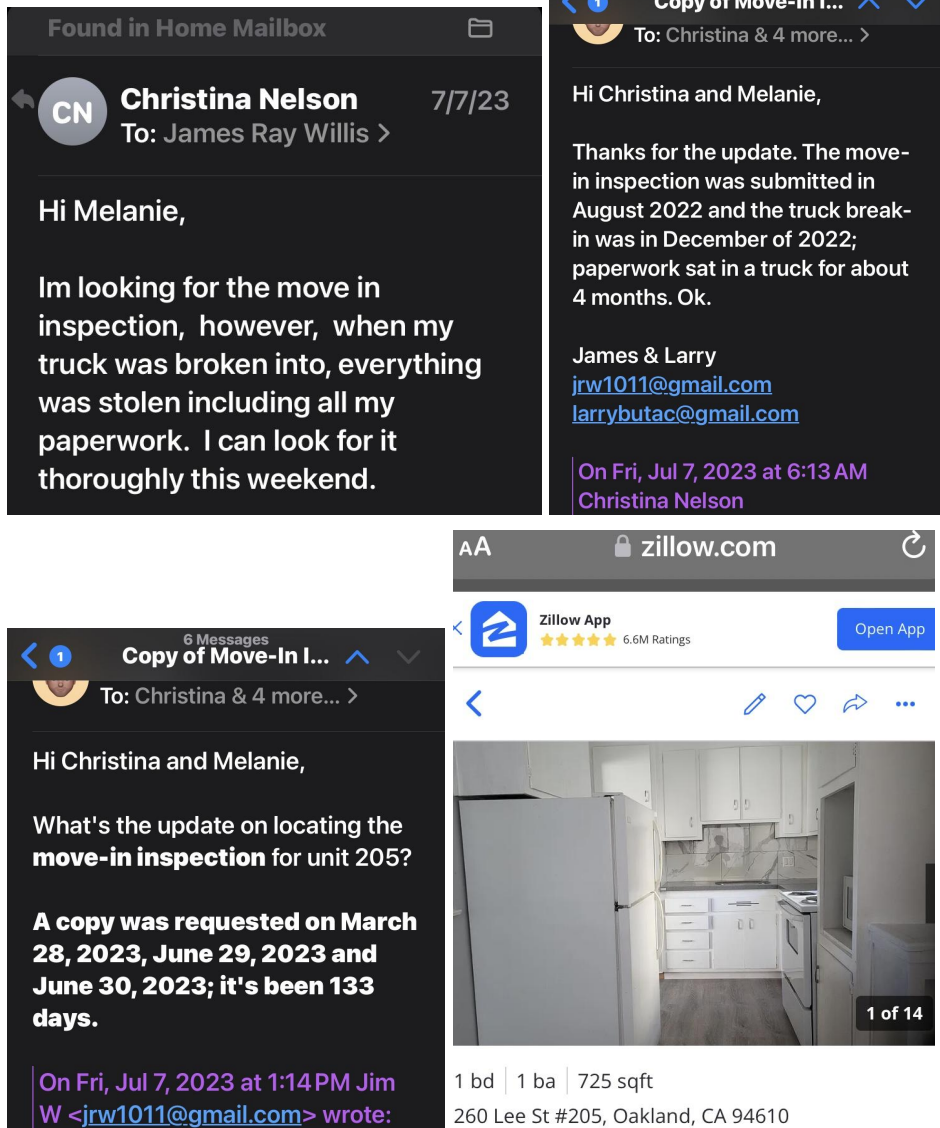 Found in Home Mailbox
CN
Christina Nelson
7/7/23
To: James Ray Willis >
Hi Melanie,
Im looking for the move in
inspection, however, when my
truck was broken into, everything
was stolen including all my
paperwork. I can look for it
thoroughly this weekend.
1
Copy of Move-In I...
To: Christina & 4 more... >
Hi Christina and Melanie,
Thanks for the update. The move-
in inspection was submitted in
August 2022 and the truck break-
in was in December of 2022;
paperwork sat in a truck for about
4 months. Ok.
James & Larry
jrw1011@gmail.com
larrybutac@gmail.com
On Fri, Jul 7, 2023 at 6:13 AM
Christina Nelson
6 Messages
1
Copy of Move-In I...
To: Christina & 4 more... >
Hi Christina and Melanie,
What's the update on locating the
move-in inspection for unit 205?
A copy was requested on March
28, 2023, June 29, 2023 and
June 30, 2023; it's been 133
days.
On Fri, Jul 7, 2023 at 1:14 PM Jim
W <jrw1011@gmail.com> wrote:
AA
zillow.com
Zillow App
6.6M Ratings
Open App
1 of 14
1 bd
1 ba
725 sqft
260 Lee St #205, Oakland, CA 94610